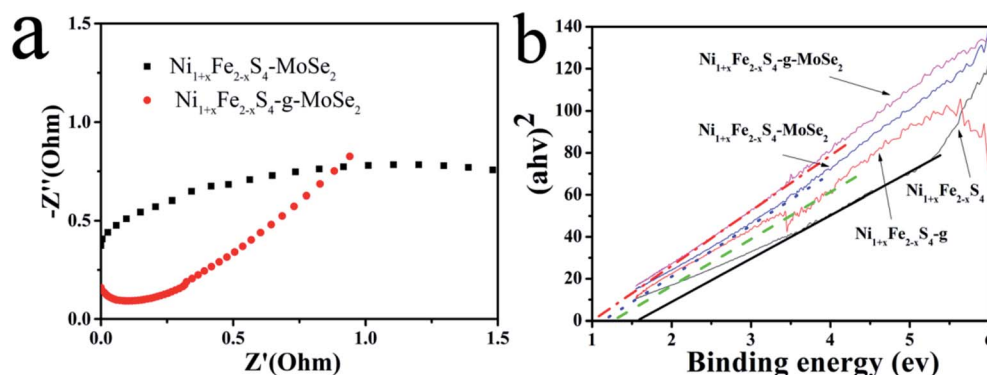 a
1.5
1.0
0.5
0.0
-Z''(Ohm)
Ni1+xFe2-xS4-MoSe2
Ni1+xFe2-xS4-g-MoSe2
0.0 0.5 1.0 1.5
Z'(Ohm)
b
140
120
100
80
60
40
20
0
(ahv)2
Ni1+xFe2-xS4-g-MoSe2
Ni1+xFe2-xS4-MoSe2
Ni1+xFe2-xS4
Ni1+xFe2-xS4-g
1 2 3 4 5 6
Binding energy (ev)